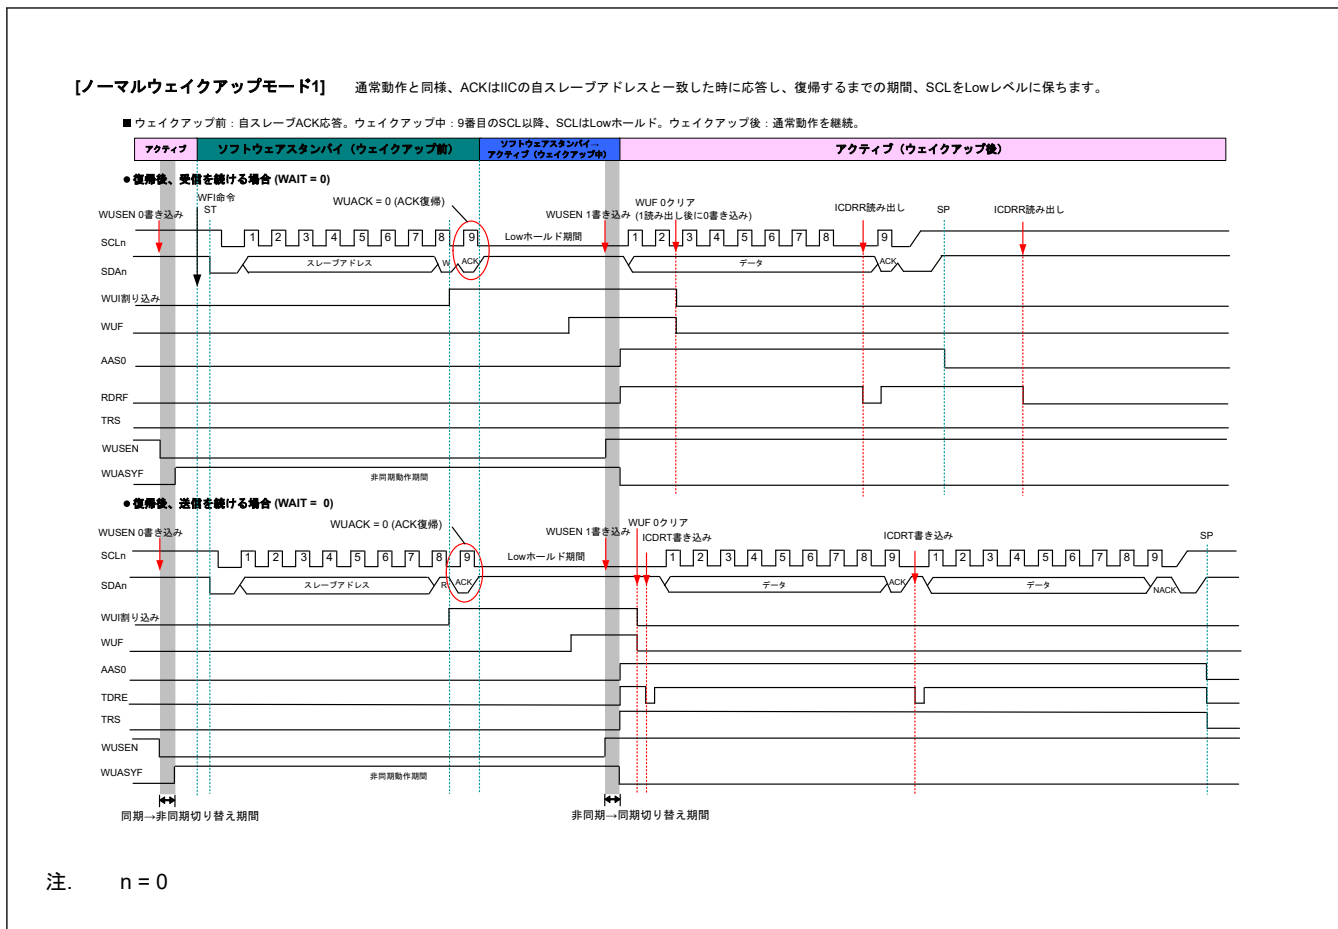 [ノーマルウェイクアップモード1] 通常動作と同様、ACKはIICの自スレーブアドレスと一致した時に応答し、復帰するまでの期間、SCLをLowレベルに保ちます。
■ ウェイクアップ前：自スレーブACK応答。ウェイクアップ中：9番目のSCL以降、SCLはLowホールド。ウェイクアップ後：通常動作を継続。
アクティブ ソフトウェアスタンバイ（ウェイクアップ前） ソフトウェアスタンバイ→ アクティブ（ウェイクアップ後）
アクティブ（ウェイクアップ中）
● 復帰後、受信を続ける場合 (WAIT = 0)
WFI命令
WUACK = 0 (ACK復帰) WUF 0クリア ICDRR読み出し SP ICDRR読み出し
WUSEN 0書き込み ST WUSEN 1書き込み (1読み出し後に0書き込み)
SCLn 1 2 3 4 5 6 7 8 9 Lowホールド期間 1 2 3 4 5 6 7 8 9
SDAn スレーブアドレス W ACK データ ACK
WUI割り込み
WUF
AAS0
RDRF
TRS
WUSEN
WUASYF 非同期動作期間
● 復帰後、送信を続ける場合 (WAIT = 0)
WUACK = 0 (ACK復帰) WUF 0クリア
WUSEN 0書き込み WUSEN 1書き込み ICDRT書き込み ICDRT書き込み SP
SCLn 1 2 3 4 5 6 7 8 9 Lowホールド期間 1 2 3 4 5 6 7 8 9 1 2 3 4 5 6 7 8 9
SDAn スレーブアドレス R ACK データ ACK データ NACK
WUI割り込み
WUF
AAS0
TDRE
TRS
WUSEN
WUASYF 非同期動作期間
同期→非同期切り替え期間 非同期→同期切り替え期間
注. n = 0